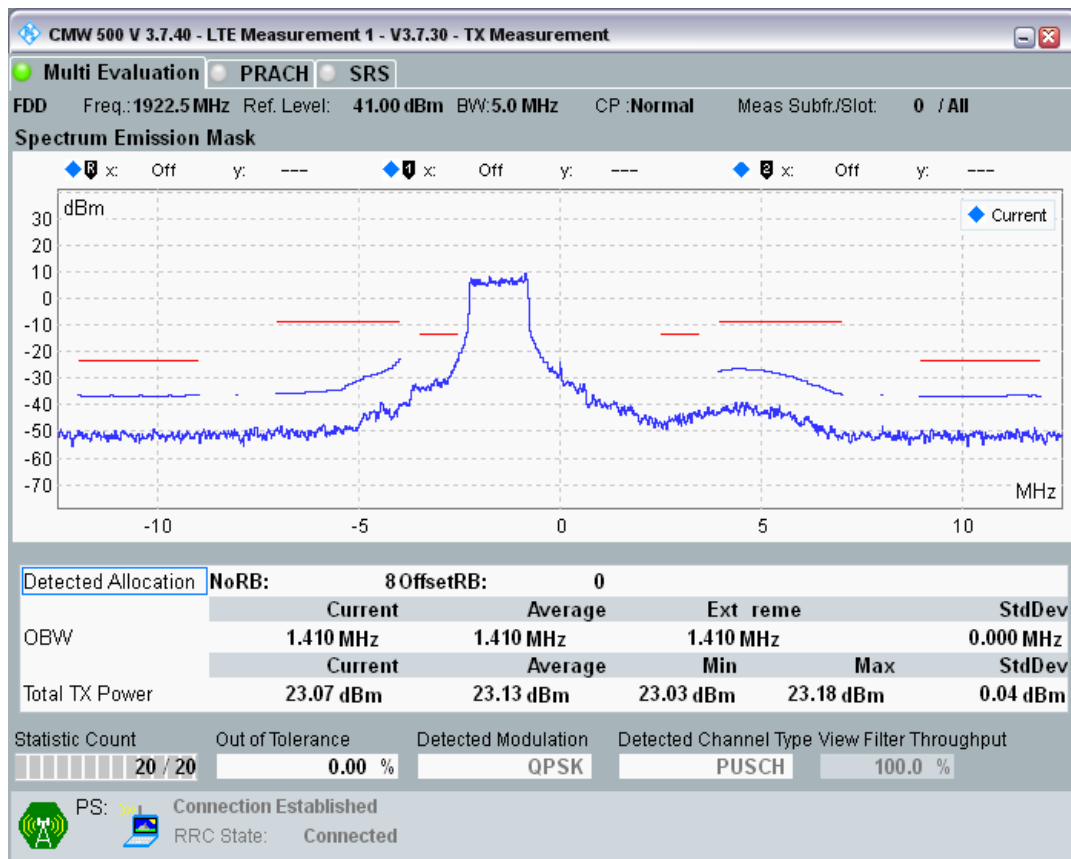 CMW 500 V 3.7.40 - LTE Measurement 1 - V3.7.30 - TX Measurement
Multi Evaluation PRACH SRS
FDD Freq.:1922.5 MHz Ref. Level: 41.00 dBm BW:5.0 MHz CP :Normal Meas Subfr./Slot: 0 / All
Spectrum Emission Mask
R x: Off y: --- 1 x: Off y: --- 2 x: Off y: ---
dBm
Current
30
20
10
0
-10
-20
-30
-40
-50
-60
-70
MHz
-10 -5 0 5 10
Detected Allocation NoRB: 8 OffsetRB: 0
Current Average Ext reme StdDev
OBW 1.410 MHz 1.410 MHz 1.410 MHz 0.000 MHz
Current Average Min Max StdDev
Total TX Power 23.07 dBm 23.13 dBm 23.03 dBm 23.18 dBm 0.04 dBm
Statistic Count Out of Tolerance Detected Modulation Detected Channel Type View Filter Throughput
20 / 20 0.00 % QPSK PUSCH 100.0 %
PS: Connection Established
RRC State: Connected